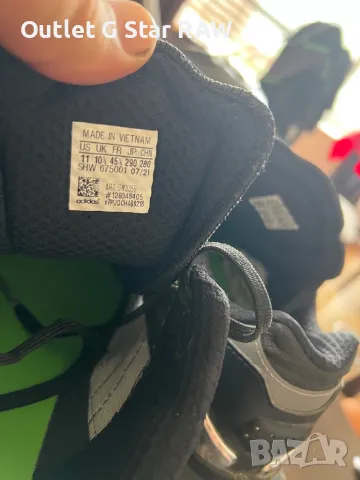 Outlet G Star RAW
MADE IN VIETNAM
US UK FR JP CHN
11 10½ 45⅓ 290 280
SHW 675001 07/21
adidas
BAZAR
bg